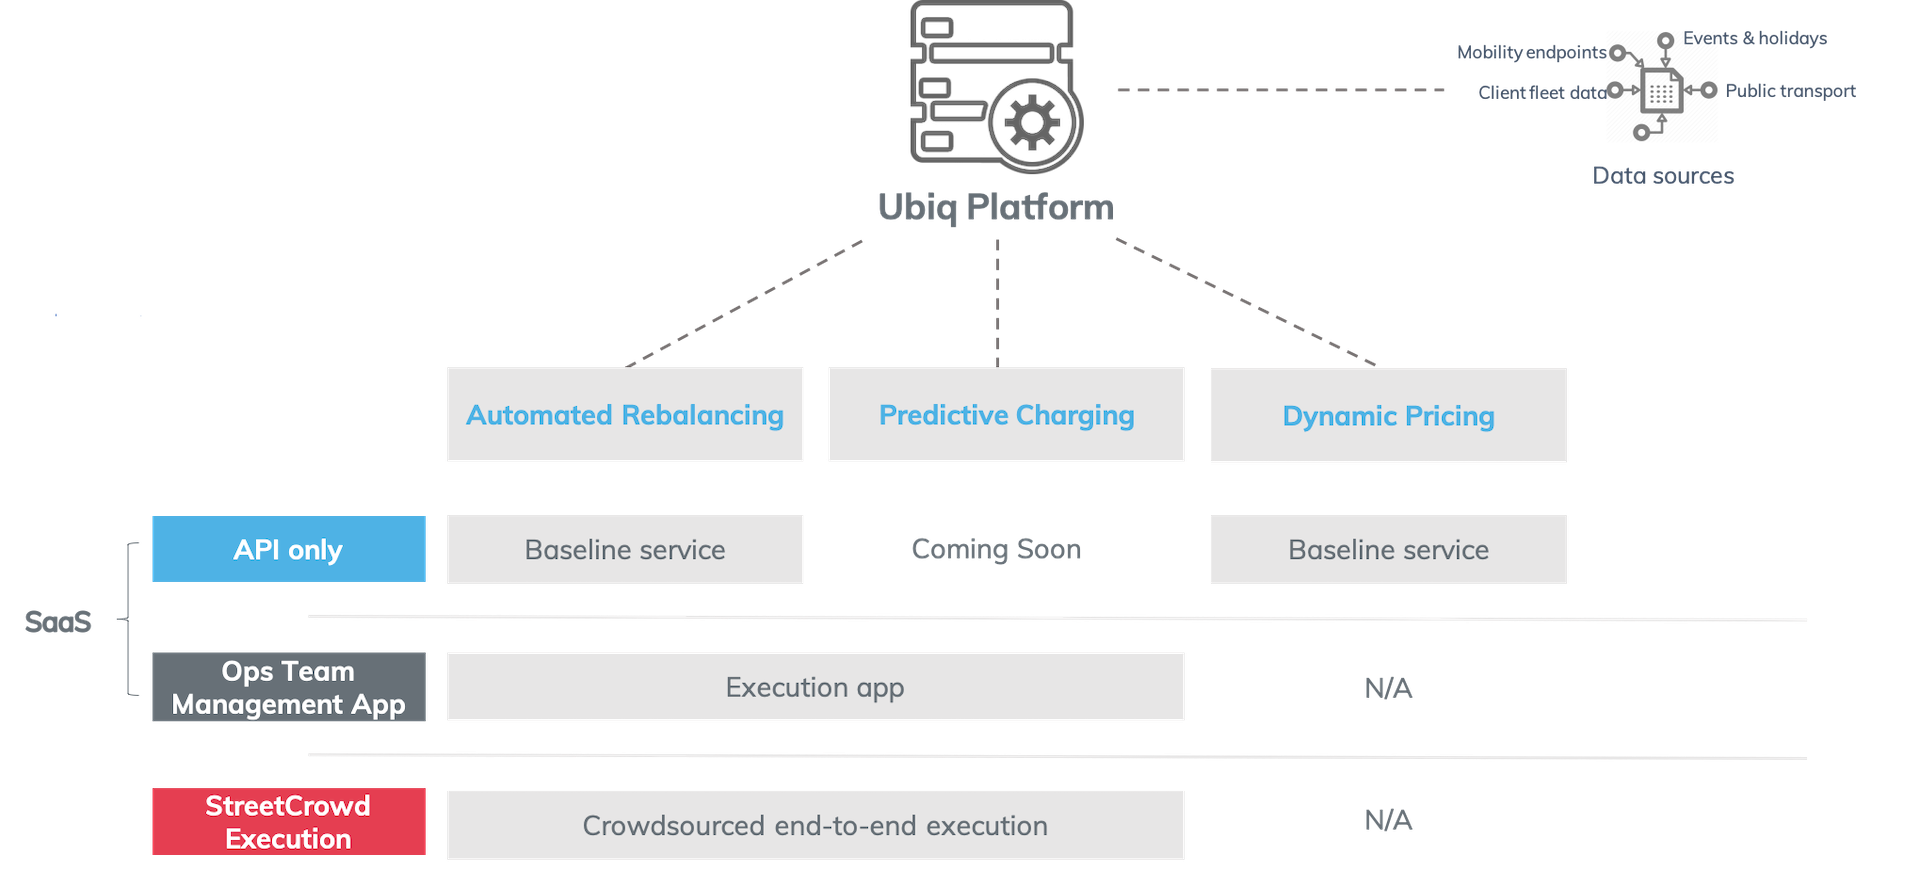 Events & holidays
Mobility endpoints
Client fleet data
Public transport
Data sources
Ubiq Platform
Automated Rebalancing
Predictive Charging
Dynamic Pricing
API only
Baseline service
Coming Soon
Baseline service
SaaS
Ops Team
Management App
Execution app
N/A
StreetCrowd
Execution
Crowdsourced end-to-end execution
N/A